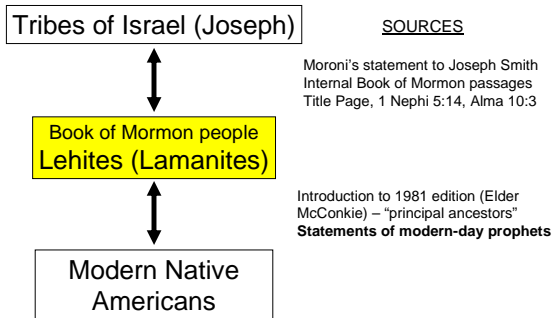 Tribes of Israel (Joseph)
SOURCES
Moroni's statement to Joseph Smith
Internal Book of Mormon passages
Title Page, 1 Nephi 5:14, Alma 10:3
Book of Mormon people
Lehites (Lamanites)
Introduction to 1981 edition (Elder
McConkie) – “principal ancestors”
Statements of modern-day prophets
Modern Native
Americans